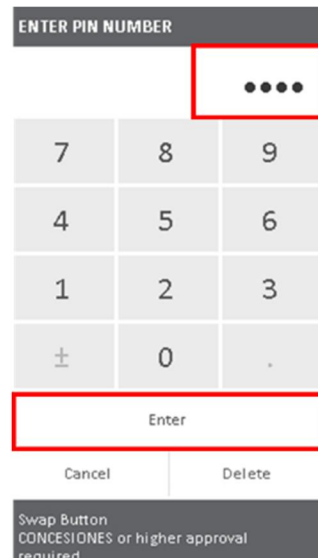 ENTER PIN NUMBER
••••
7 8 9
4 5 6
1 2 3
± 0 .
Enter
Cancel Delete
Swap Button
CONCESIONES or higher approval
required